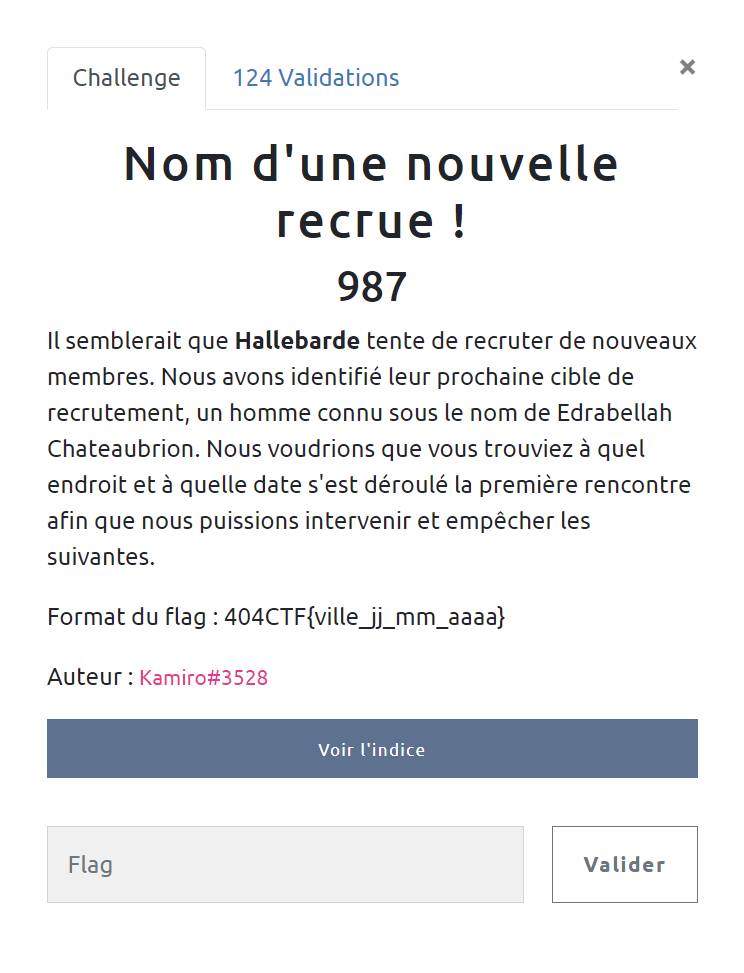 Challenge
124 Validations
×
Nom d'une nouvelle
recrue !
987
Il semblerait que Hallebarde tente de recruter de nouveaux
membres. Nous avons identifié leur prochaine cible de
recrutement, un homme connu sous le nom de Edrabellah
Chateaubrion. Nous voudrions que vous trouviez à quel
endroit et à quelle date s'est déroulé la première rencontre
afin que nous puissions intervenir et empêcher les
suivantes.
Format du flag : 404CTF{ville_jj_mm_aaaa}
Auteur : Kamiro#3528
Voir l'indice
Flag
Valider